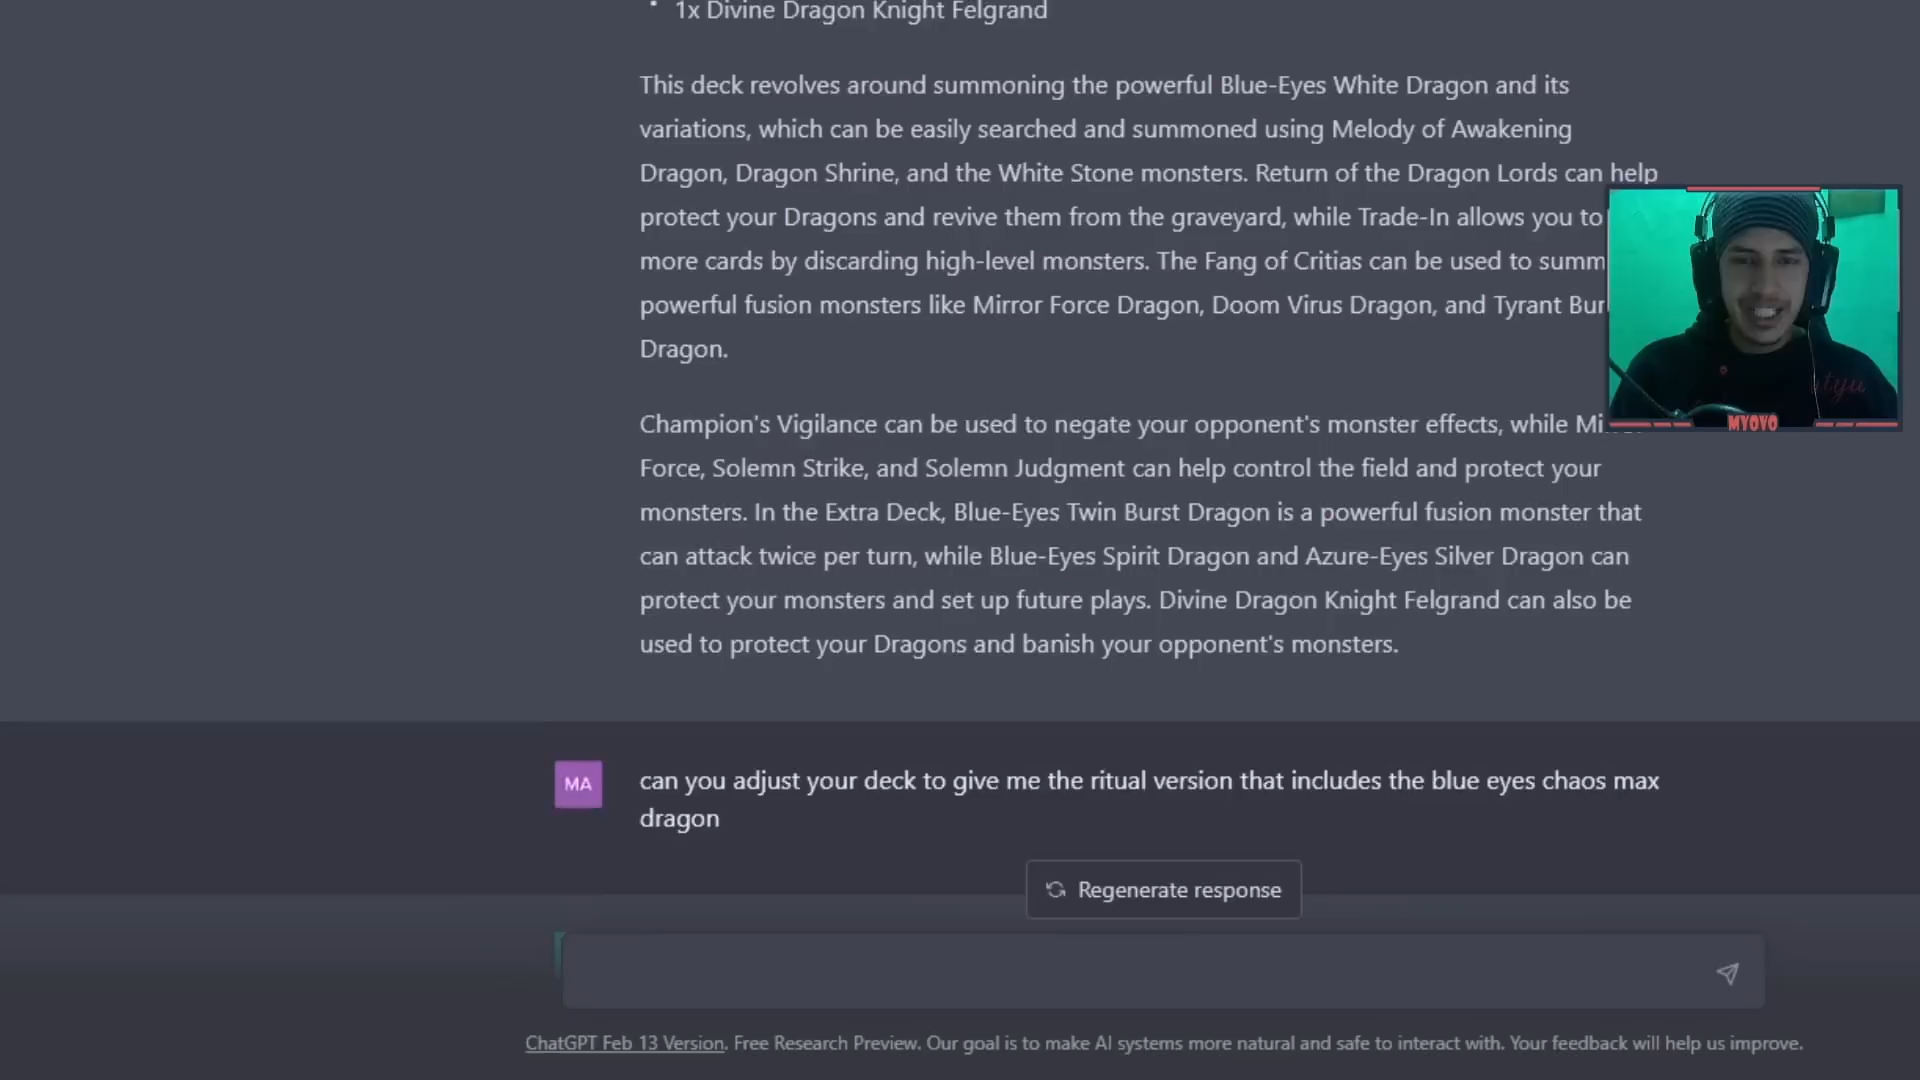 1x Divine Dragon Knight Felgrand
This deck revolves around summoning the powerful Blue-Eyes White Dragon and its
variations, which can be easily searched and summoned using Melody of Awakening
Dragon, Dragon Shrine, and the White Stone monsters. Return of the Dragon Lords can help
protect your Dragons and revive them from the graveyard, while Trade-In allows you to
more cards by discarding high-level monsters. The Fang of Critias can be used to summ
powerful fusion monsters like Mirror Force Dragon, Doom Virus Dragon, and Tyrant Bur
Dragon.
Champion's Vigilance can be used to negate your opponent's monster effects, while
Force, Solemn Strike, and Solemn Judgment can help control the field and protect your
monsters. In the Extra Deck, Blue-Eyes Twin Burst Dragon is a powerful fusion monster that
can attack twice per turn, while Blue-Eyes Spirit Dragon and Azure-Eyes Silver Dragon can
protect your monsters and set up future plays. Divine Dragon Knight Felgrand can also be
used to protect your Dragons and banish your opponent's monsters.
MYOVO
MA
can you adjust your deck to give me the ritual version that includes the blue eyes chaos max
dragon
Regenerate response
ChatGPT Feb 13 Version. Free Research Preview. Our goal is to make AI systems more natural and safe to interact with. Your feedback will help us improve.